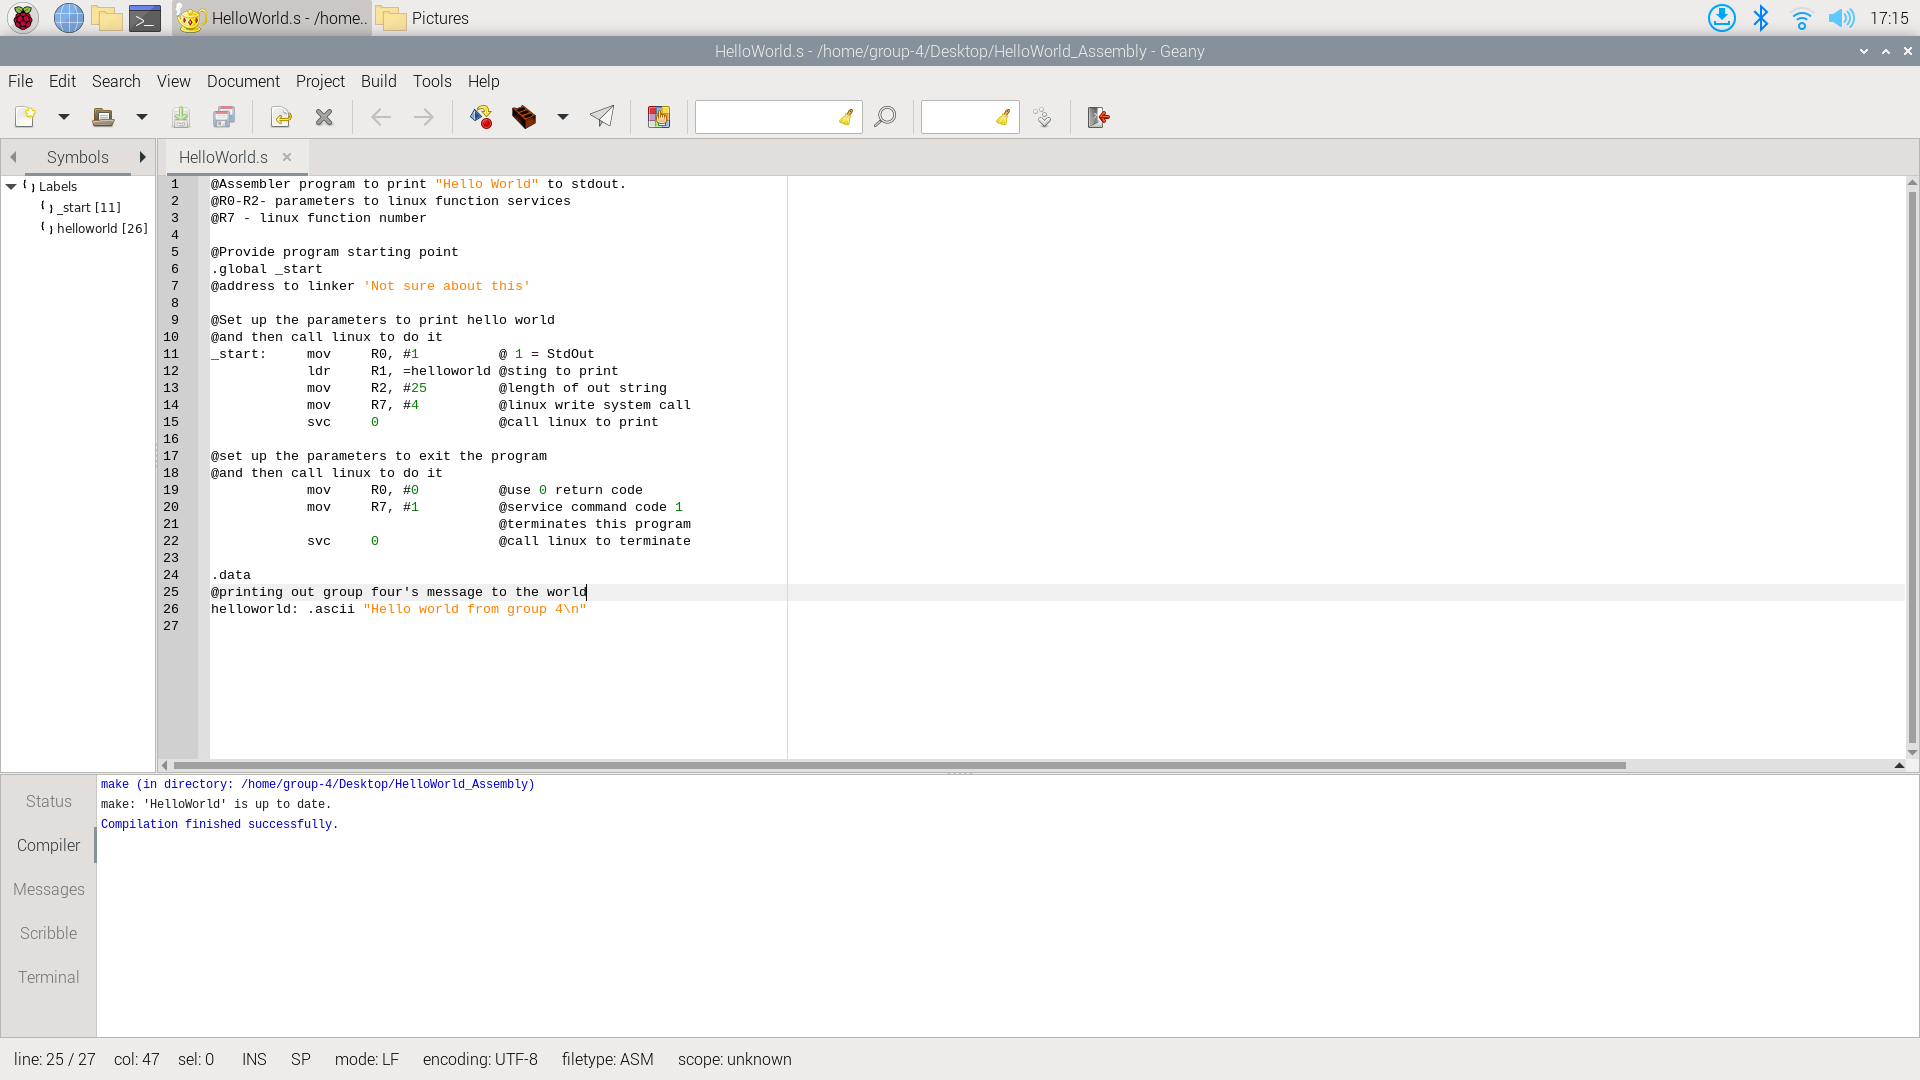 HelloWorld.s - /home..
Pictures
17:15
HelloWorld.s - /home/group-4/Desktop/HelloWorld_Assembly - Geany
File Edit Search View Document Project Build Tools Help
Symbols
HelloWorld.s
Labels
_start [11]
helloworld [26]
1 @Assembler program to print "Hello World" to stdout.
2 @R0-R2- parameters to linux function services
3 @R7 - linux function number
4
5 @Provide program starting point
6 .global _start
7 @address to linker 'Not sure about this'
8
9 @Set up the parameters to print hello world
10 @and then call linux to do it
11 _start:     mov     R0, #1          @ 1 = StdOut
12             ldr     R1, =helloworld @sting to print
13             mov     R2, #25         @length of out string
14             mov     R7, #4          @linux write system call
15             svc     0               @call linux to print
16
17 @set up the parameters to exit the program
18 @and then call linux to do it
19             mov     R0, #0          @use 0 return code
20             mov     R7, #1          @service command code 1
21                                     @terminates this program
22             svc     0               @call linux to terminate
23
24 .data
25 @printing out group four's message to the world
26 helloworld: .ascii "Hello world from group 4\n"
27
Status
Compiler
Messages
Scribble
Terminal
make (in directory: /home/group-4/Desktop/HelloWorld_Assembly)
make: 'HelloWorld' is up to date.
Compilation finished successfully.
line: 25 / 27 col: 47 sel: 0 INS SP mode: LF encoding: UTF-8 filetype: ASM scope: unknown